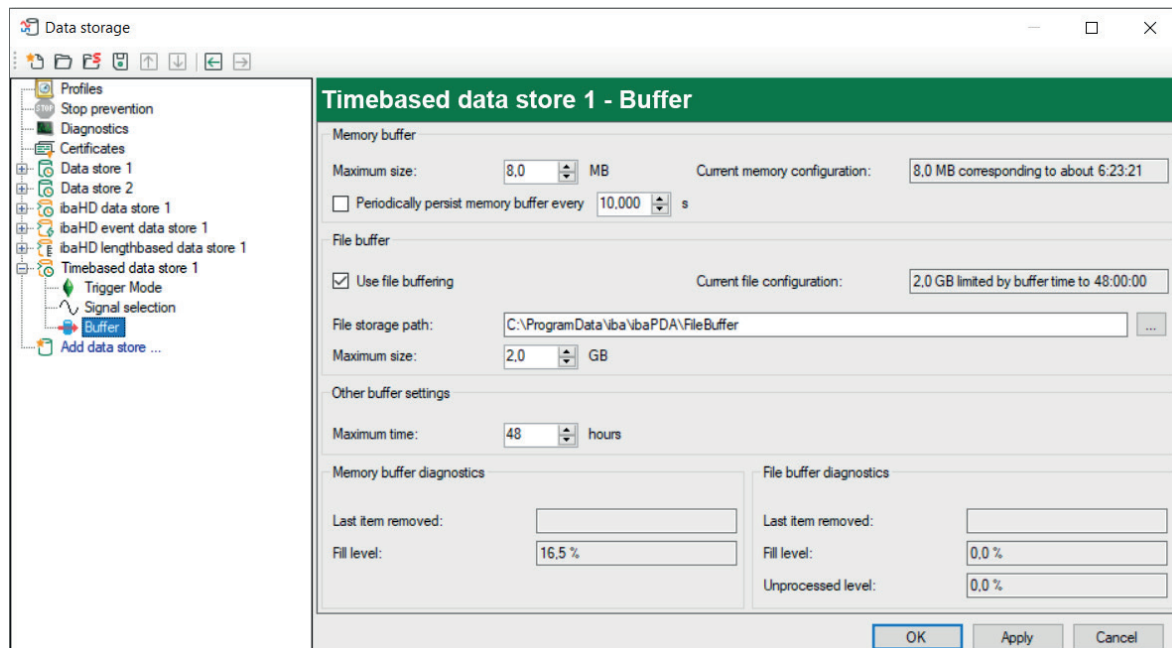 Data storage
Profiles
STOP Stop prevention
Diagnostics
Certificates
Data store 1
Data store 2
ibaHD data store 1
ibaHD event data store 1
ibaHD lengthbased data store 1
Timebased data store 1
Trigger Mode
Signal selection
Buffer
Add data store ...
Timebased data store 1 - Buffer
Memory buffer
Maximum size: 8,0 MB Current memory configuration: 8,0 MB corresponding to about 6:23:21
Periodically persist memory buffer every 10,000 s
File buffer
Use file buffering Current file configuration: 2,0 GB limited by buffer time to 48:00:00
File storage path: C:\ProgramData\iba\ibaPDA\FileBuffer ...
Maximum size: 2,0 GB
Other buffer settings
Maximum time: 48 hours
Memory buffer diagnostics
Last item removed:
Fill level: 16,5 %
File buffer diagnostics
Last item removed:
Fill level: 0,0 %
Unprocessed level: 0,0 %
OK Apply Cancel